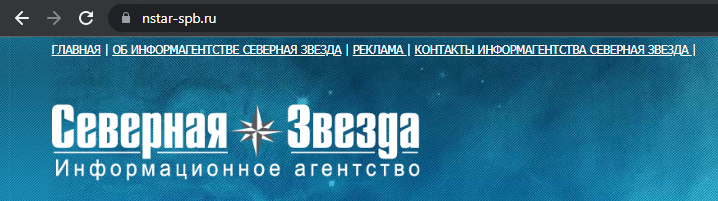 nstar-spb.ru
ГЛАВНАЯ | ОБ ИНФОРМАГЕНТСТВЕ СЕВЕРНАЯ ЗВЕЗДА | РЕКЛАМА | КОНТАКТЫ ИНФОРМАГЕНТСТВА СЕВЕРНАЯ ЗВЕЗДА |
Северная Звезда
Информационное агентство